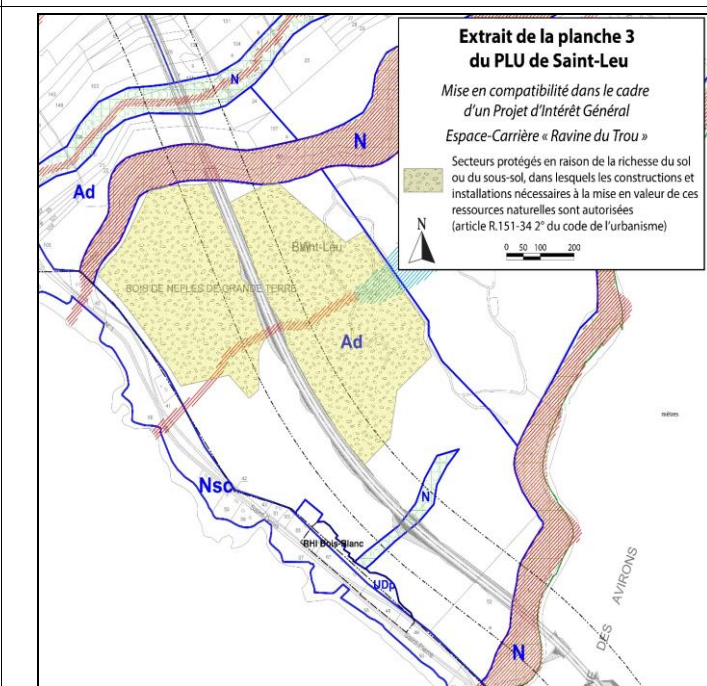 Extrait de la planche 3
du PLU de Saint-Leu
Mise en compatibilité dans le cadre
d'un Projet d'Intérêt Général
Espace-Carrière « Ravine du Trou »
Secteurs protégés en raison de la richesse du sol
ou du sous-sol, dans lesquels les constructions et
installations nécessaires à la mise en valeur de ces
ressources naturelles sont autorisées
(article R.151-34 2° du code de l'urbanisme)
N
0 50 100 200
N
N
Ad
BOIS DE NEFLES DE GRANDE TERRE
Ad
mètres
Nsc
N
RHI Bois-Blanc
UDp
DES AVIRONS
N